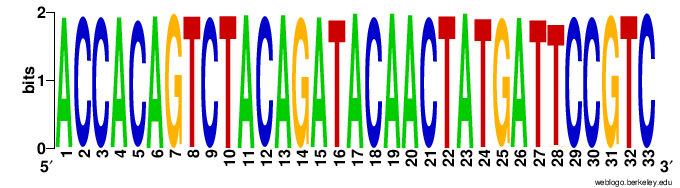 2
1
0
bits
ACCACAGTCTACAGATACAACTATGATTCCGTC
5′ 1 2 3 4 5 6 7 8 9 10 11 12 13 14 15 16 17 18 19 20 21 22 23 24 25 26 27 28 29 30 31 32 33 3′
weblogo.berkeley.edu